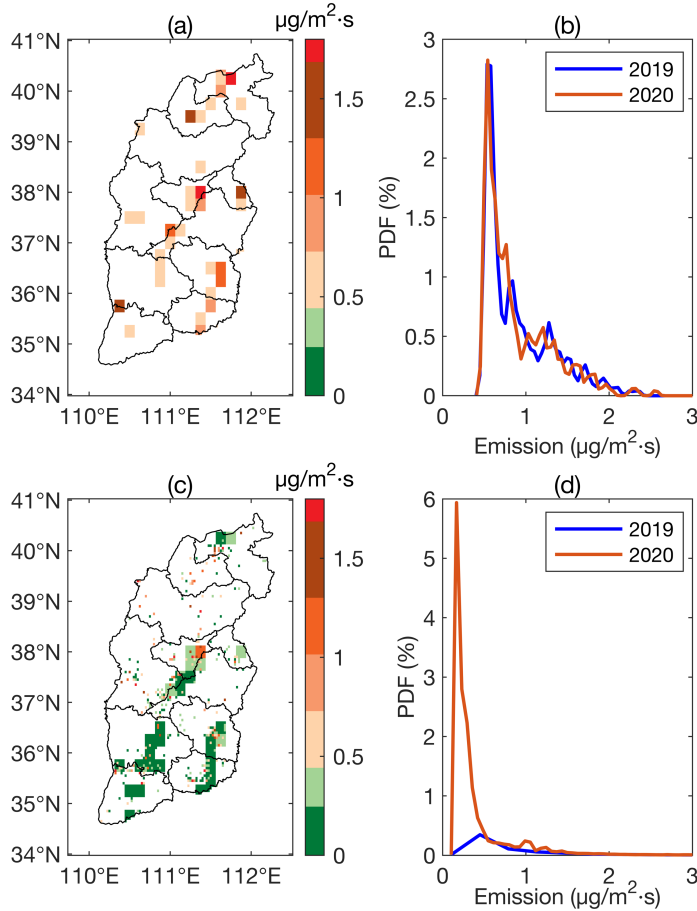 (a)
µg/m²·s
41°N
40°N
39°N
38°N
37°N
36°N
35°N
34°N
110°E 111°E 112°E
1.5
1
0.5
0
(b)
2019
2020
PDF (%)
3
2.5
2
1.5
1
0.5
0
0 1 2 3
Emission (µg/m²·s)
(c)
µg/m²·s
41°N
40°N
39°N
38°N
37°N
36°N
35°N
34°N
110°E 111°E 112°E
1.5
1
0.5
0
(d)
2019
2020
PDF (%)
6
5
4
3
2
1
0
0 1 2 3
Emission (µg/m²·s)